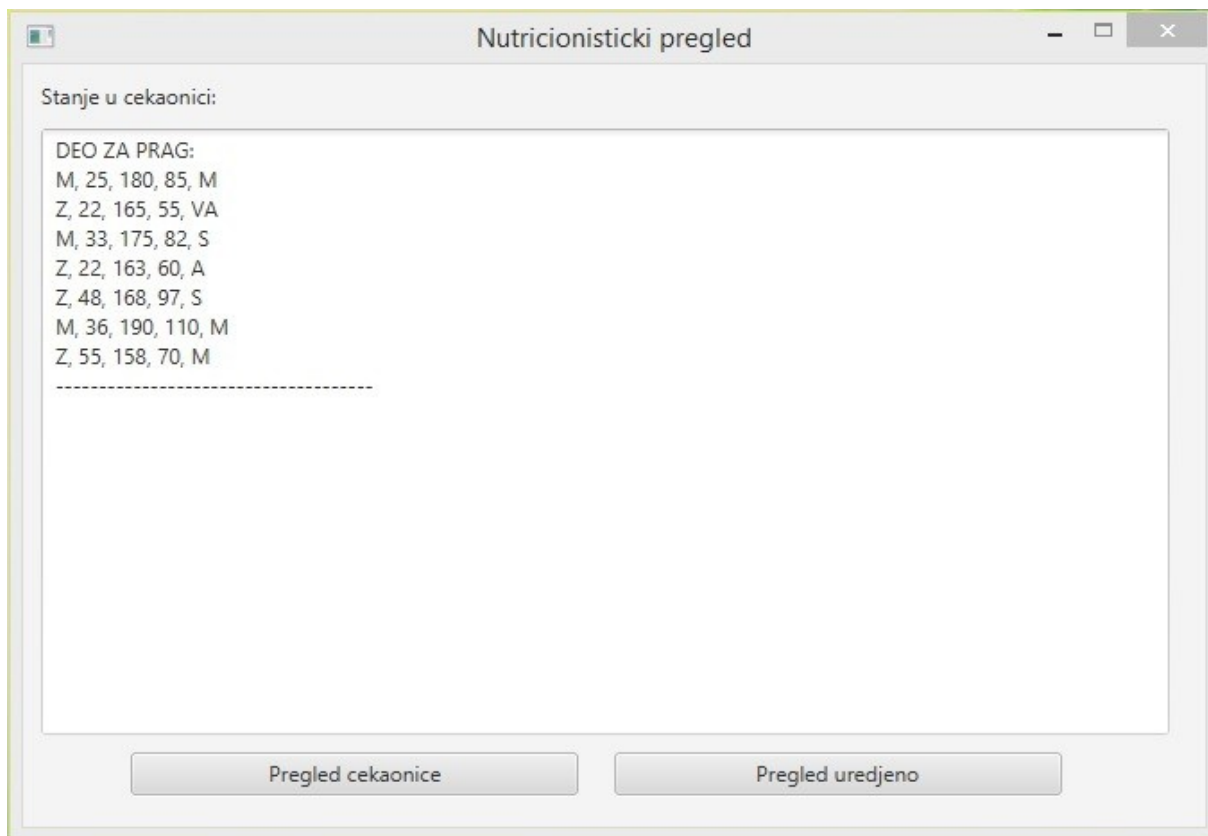 Nutricionisticki pregled
Stanje u cekaonici:
DEO ZA PRAG:
M, 25, 180, 85, M
Z, 22, 165, 55, VA
M, 33, 175, 82, S
Z, 22, 163, 60, A
Z, 48, 168, 97, S
M, 36, 190, 110, M
Z, 55, 158, 70, M
-------------------------------------
Pregled cekaonice
Pregled uredjeno